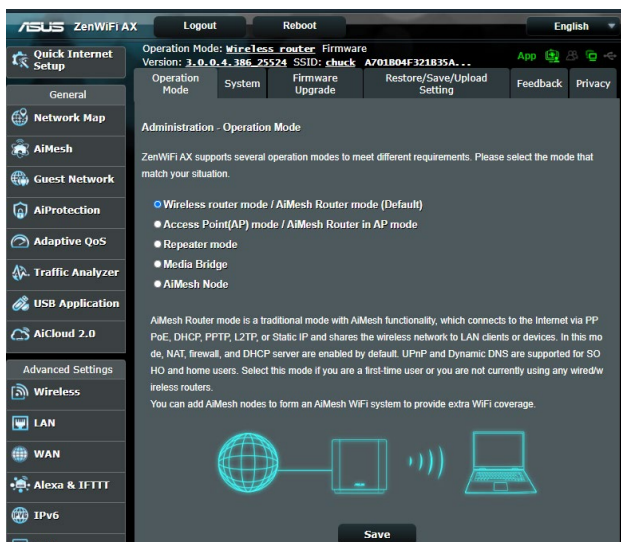 ASUS ZenWiFi AX Logout Reboot English
Quick Internet Setup
Operation Mode: Wireless router Firmware
Version: 3.0.0.4.386_25524 SSID: chuck A701B04F321B35A...
App
Operation Mode System Firmware Upgrade Restore/Save/Upload Setting Feedback Privacy
General
Network Map
AiMesh
Guest Network
AiProtection
Adaptive QoS
Traffic Analyzer
USB Application
AiCloud 2.0
Advanced Settings
Wireless
LAN
WAN
Alexa & IFTTT
IPv6
Administration - Operation Mode
ZenWiFi AX supports several operation modes to meet different requirements. Please select the mode that
match your situation.
Wireless router mode / AiMesh Router mode (Default)
Access Point(AP) mode / AiMesh Router in AP mode
Repeater mode
Media Bridge
AiMesh Node
AiMesh Router mode is a traditional mode with AiMesh functionality, which connects to the Internet via PP
PoE, DHCP, PPTP, L2TP, or Static IP and shares the wireless network to LAN clients or devices. In this mo
de, NAT, firewall, and DHCP server are enabled by default. UPnP and Dynamic DNS are supported for SO
HO and home users. Select this mode if you are a first-time user or you are not currently using any wired/w
ireless routers.
You can add AiMesh nodes to form an AiMesh WiFi system to provide extra WiFi coverage.
Save